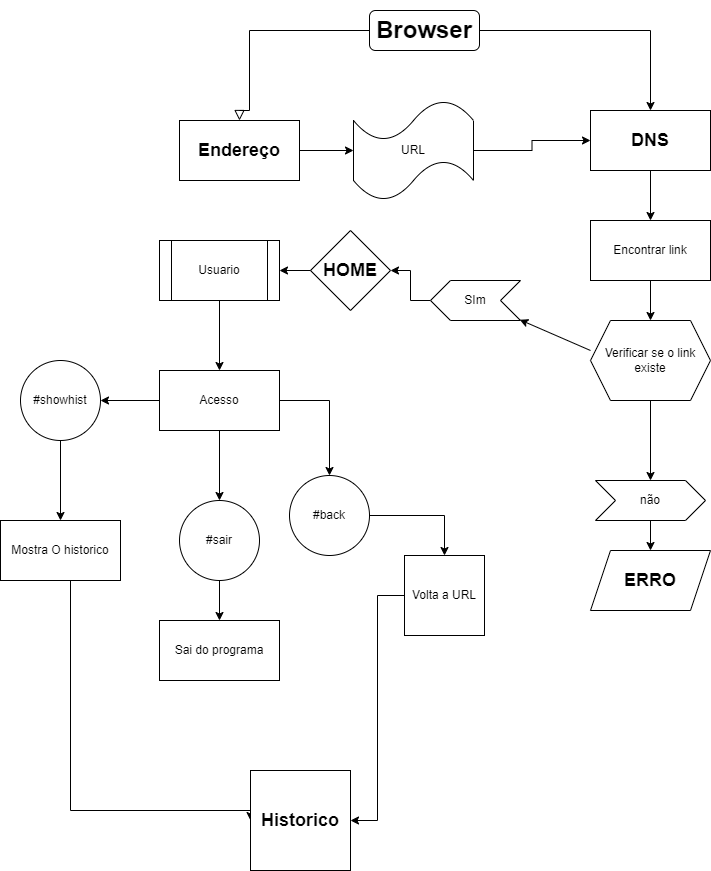 Browser
Endereço
URL
DNS
Encontrar link
Usuario
HOME
SIm
Verificar se o link
existe
#showhist
Acesso
não
#sair
#back
Mostra O historico
ERRO
Volta a URL
Sai do programa
Historico